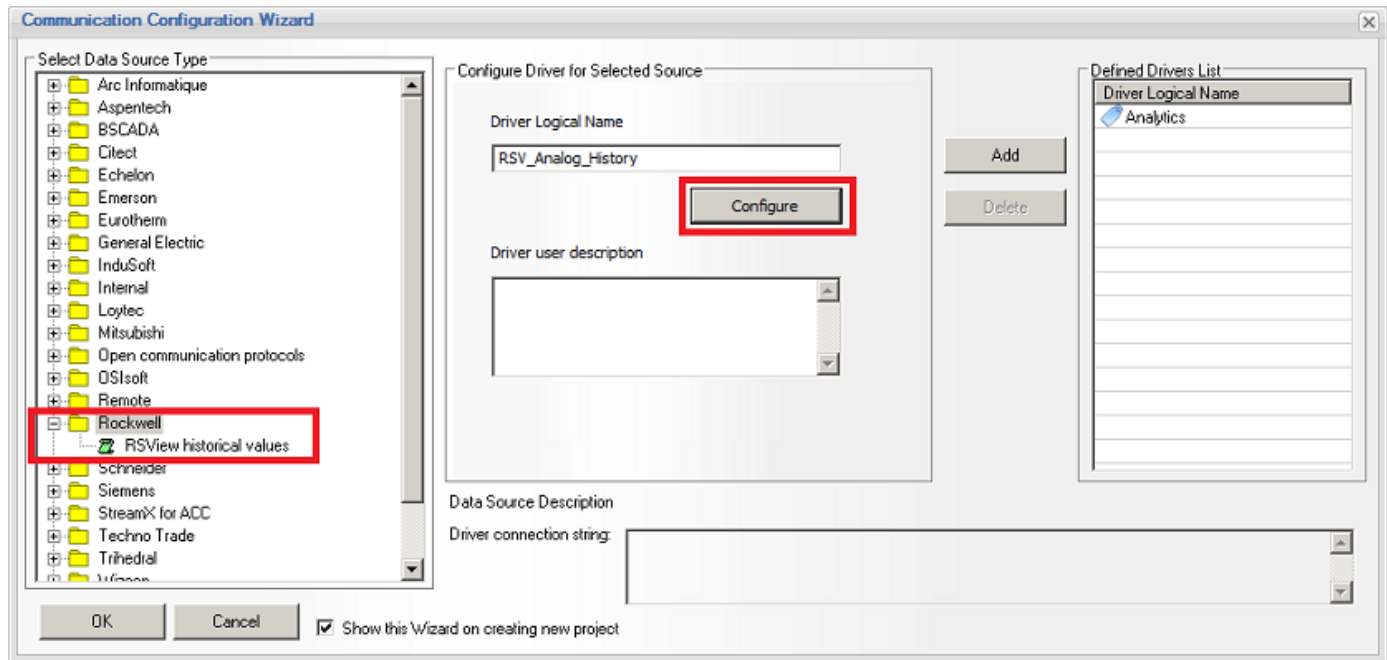 Communication Configuration Wizard
Select Data Source Type
Arc Informatique
Aspentech
BSCADA
Citect
Echelon
Emerson
Eurotherm
General Electric
InduSoft
Internal
Loytec
Mitsubishi
Open communication protocols
OSIsoft
Remote
Rockwell
RSView historical values
Schneider
Siemens
StreamX for ACC
Techno Trade
Trihedral
Configure Driver for Selected Source
Driver Logical Name
RSV_Analog_History
Configure
Driver user description
Add
Delete
Defined Drivers List
Driver Logical Name
Analytics
Data Source Description
Driver connection string:
OK
Cancel
Show this Wizard on creating new project